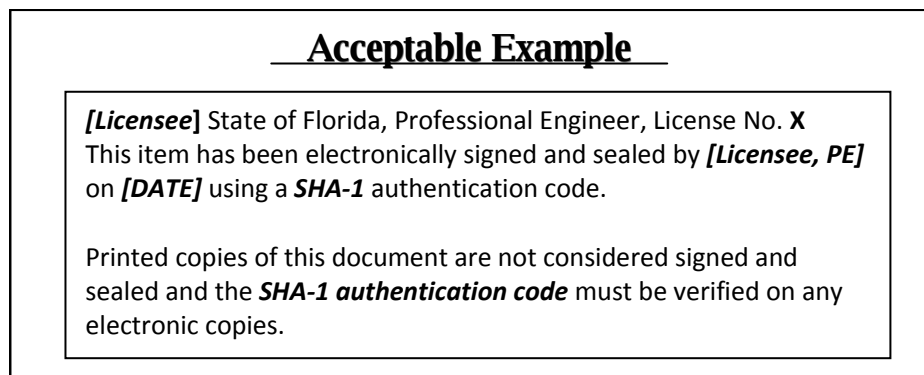 Acceptable Example
[Licensee] State of Florida, Professional Engineer, License No. X
This item has been electronically signed and sealed by [Licensee, PE]
on [DATE] using a SHA-1 authentication code.
Printed copies of this document are not considered signed and
sealed and the SHA-1 authentication code must be verified on any
electronic copies.